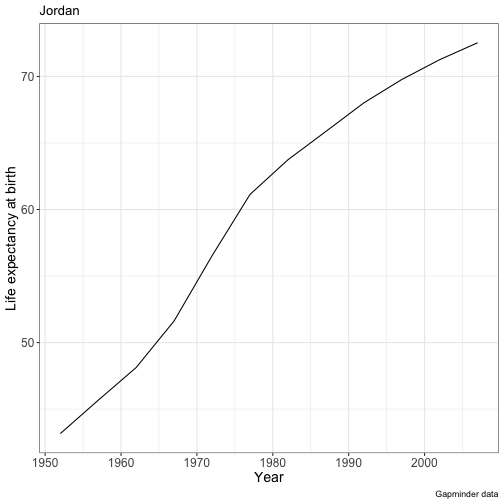 Jordan
Life expectancy at birth
70
60
50
1950 1960 1970 1980 1990 2000
Year
Gapminder data